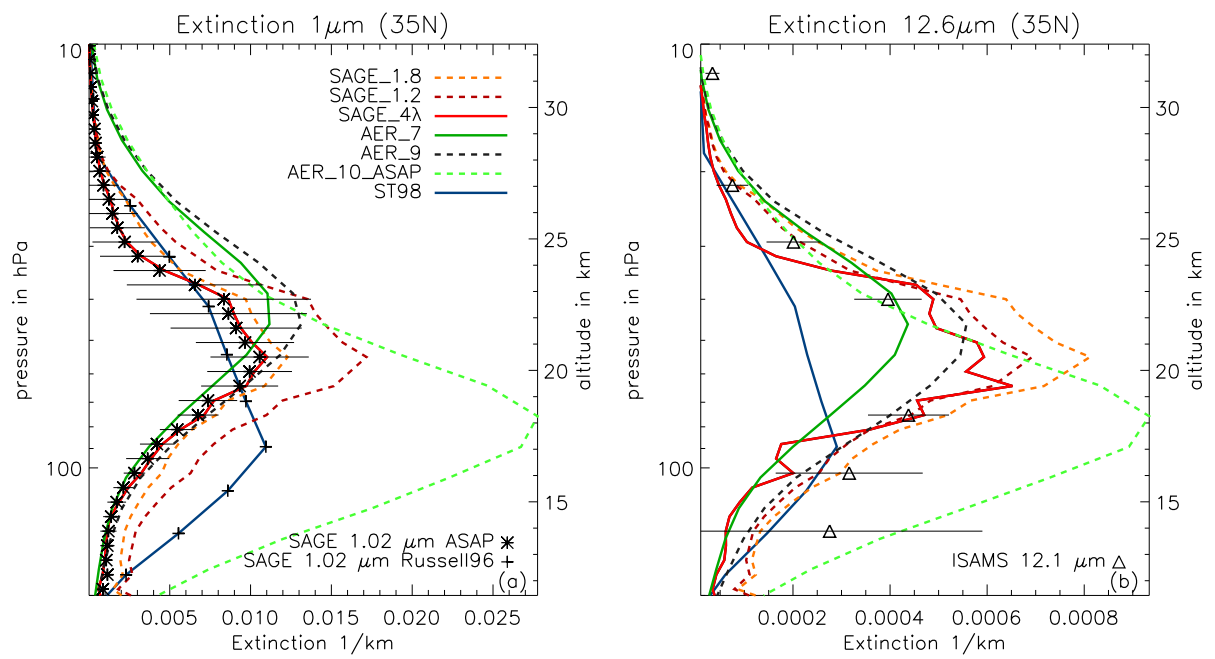 Extinction 1μm (35N)
10
100
pressure in hPa
SAGE_1.8
SAGE_1.2
SAGE_4λ
AER_7
AER_9
AER_10_ASAP
ST98
30
25
20
15
altitude in km
SAGE 1.02 μm ASAP
SAGE 1.02 μm Russell96
(a)
0.005 0.010 0.015 0.020 0.025
Extinction 1/km
Extinction 12.6μm (35N)
10
100
pressure in hPa
30
25
20
15
altitude in km
ISAMS 12.1 μm
(b)
0.0002 0.0004 0.0006 0.0008
Extinction 1/km